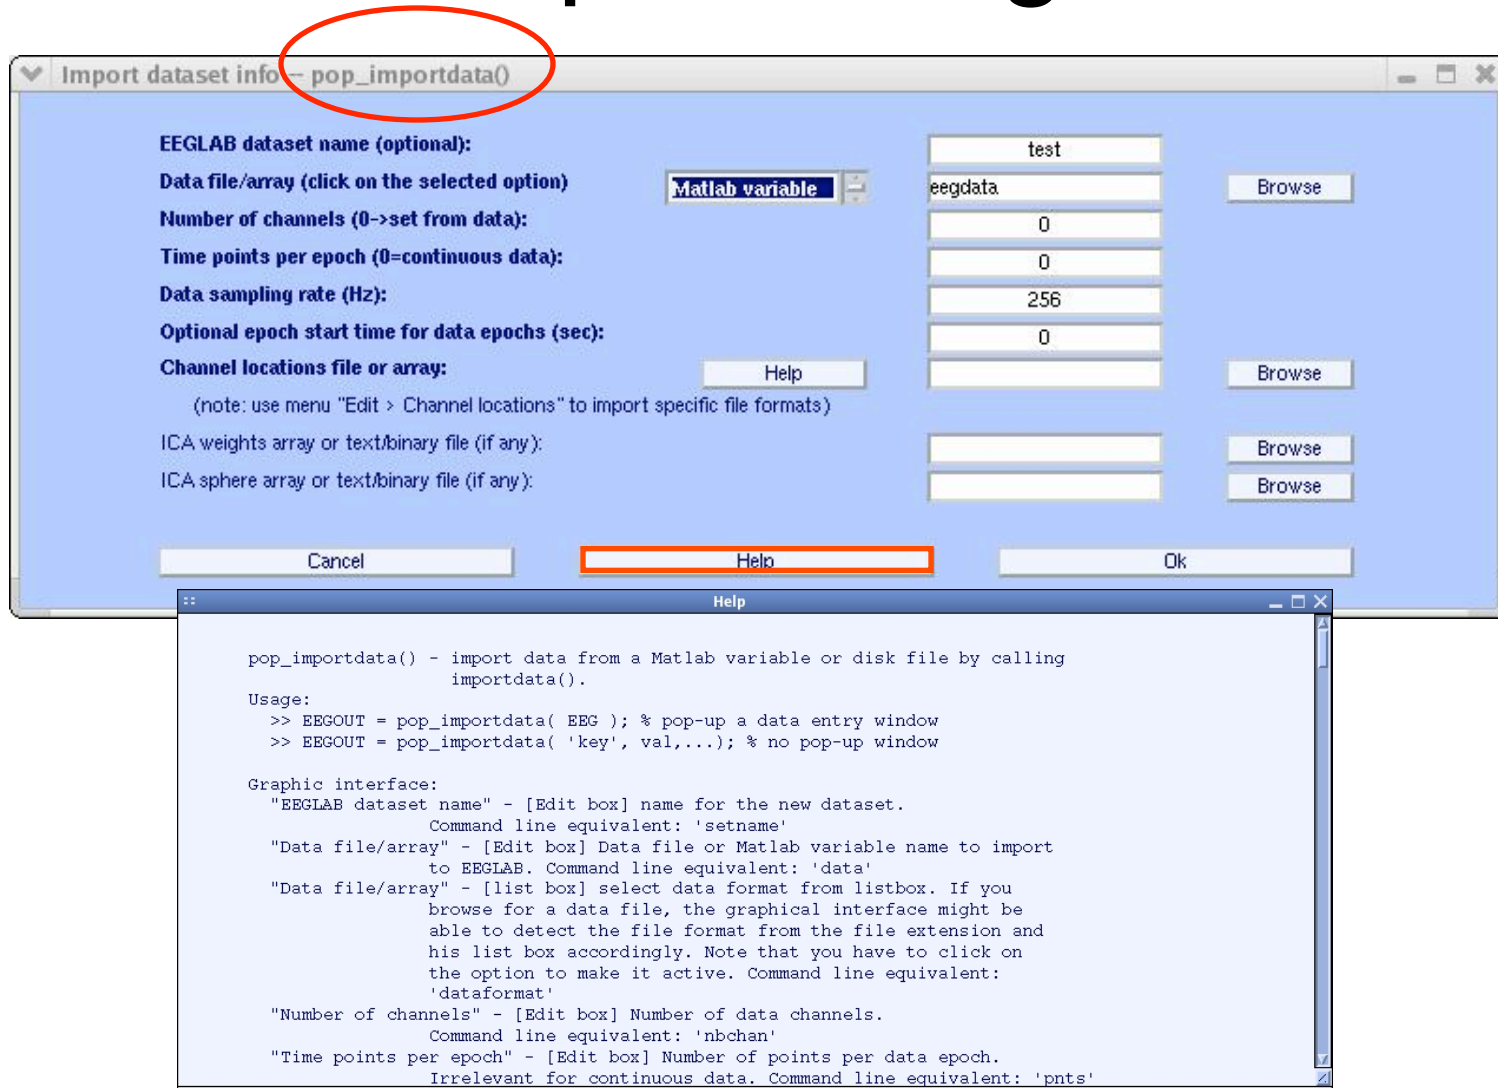 Import dataset info -- pop_importdata()
EEGLAB dataset name (optional): test
Data file/array (click on the selected option) Matlab variable eegdata Browse
Number of channels (0->set from data): 0
Time points per epoch (0=continuous data): 0
Data sampling rate (Hz): 256
Optional epoch start time for data epochs (sec): 0
Channel locations file or array: Help Browse
(note: use menu "Edit > Channel locations" to import specific file formats)
ICA weights array or text/binary file (if any): Browse
ICA sphere array or text/binary file (if any): Browse
Cancel Help Ok
Help
pop_importdata() - import data from a Matlab variable or disk file by calling
importdata().
Usage:
>> EEGOUT = pop_importdata( EEG ); % pop-up a data entry window
>> EEGOUT = pop_importdata( 'key', val,...); % no pop-up window
Graphic interface:
"EEGLAB dataset name" - [Edit box] name for the new dataset.
Command line equivalent: 'setname'
"Data file/array" - [Edit box] Data file or Matlab variable name to import
to EEGLAB. Command line equivalent: 'data'
"Data file/array" - [list box] select data format from listbox. If you
browse for a data file, the graphical interface might be
able to detect the file format from the file extension and
his list box accordingly. Note that you have to click on
the option to make it active. Command line equivalent:
'dataformat'
"Number of channels" - [Edit box] Number of data channels.
Command line equivalent: 'nbchan'
"Time points per epoch" - [Edit box] Number of points per data epoch.
Irrelevant for continuous data. Command line equivalent: 'pnts'